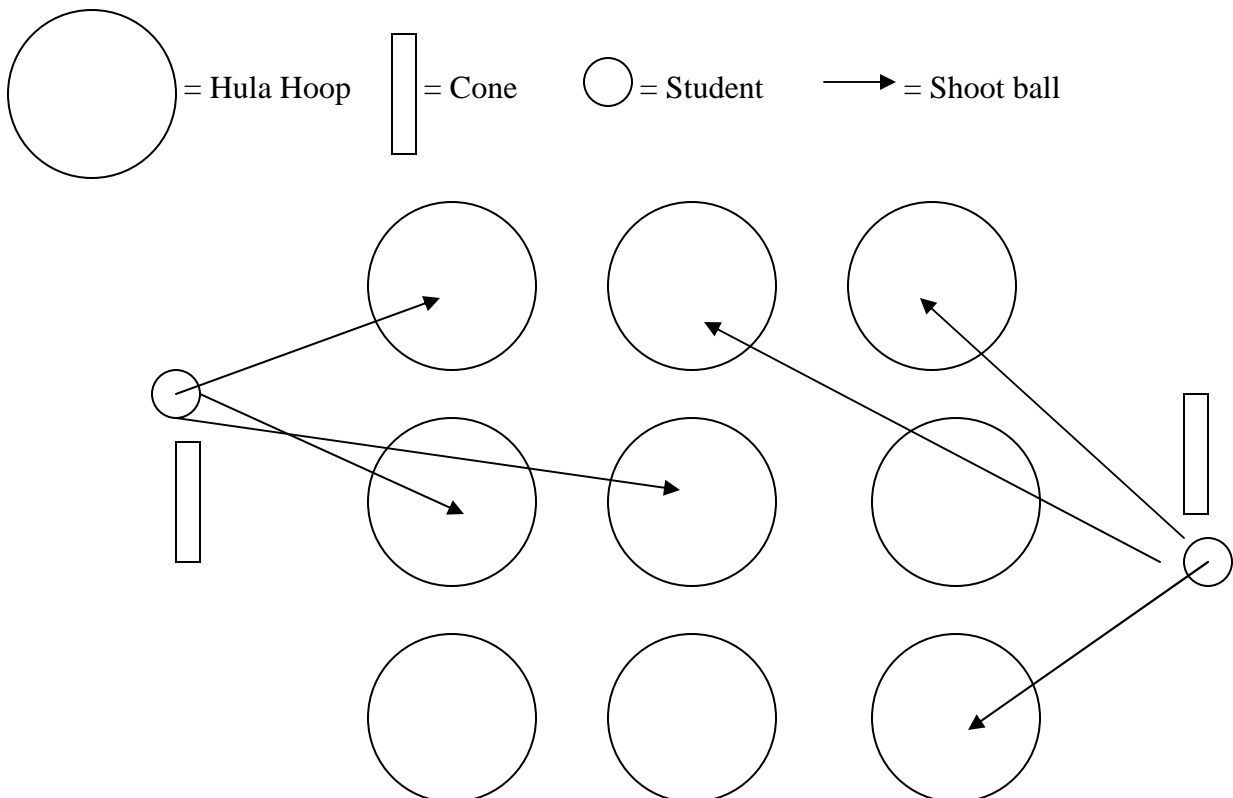 = Hula Hoop = Cone = Student = Shoot ball